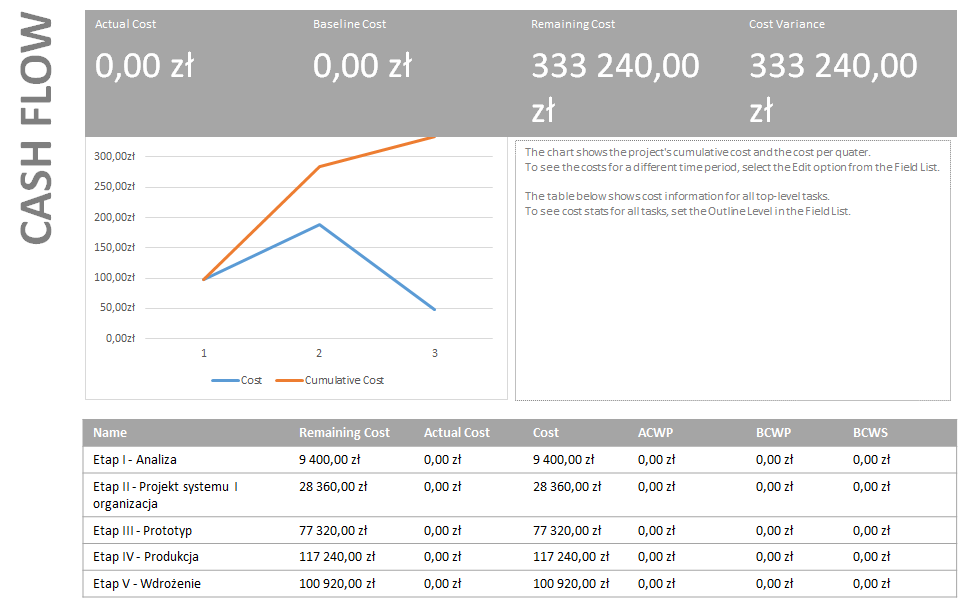 CASH FLOW
Actual Cost
0,00 zł
Baseline Cost
0,00 zł
Remaining Cost
333 240,00
zł
Cost Variance
333 240,00
zł
300,00zł
250,00zł
200,00zł
150,00zł
100,00zł
50,00zł
0,00zł
1 2 3
Cost Cumulative Cost
The chart shows the project's cumulative cost and the cost per quater.
To see the costs for a different time period, select the Edit option from the Field List.
The table below shows cost information for all top-level tasks.
To see cost stats for all tasks, set the Outline Level in the Field List.
Name Remaining Cost Actual Cost Cost ACWP BCWP BCWS
Etap I - Analiza 9 400,00 zł 0,00 zł 9 400,00 zł 0,00 zł 0,00 zł 0,00 zł
Etap II - Projekt systemu I 28 360,00 zł 0,00 zł 28 360,00 zł 0,00 zł 0,00 zł 0,00 zł
organizacja
Etap III - Prototyp 77 320,00 zł 0,00 zł 77 320,00 zł 0,00 zł 0,00 zł 0,00 zł
Etap IV - Produkcja 117 240,00 zł 0,00 zł 117 240,00 zł 0,00 zł 0,00 zł 0,00 zł
Etap V - Wdrożenie 100 920,00 zł 0,00 zł 100 920,00 zł 0,00 zł 0,00 zł 0,00 zł